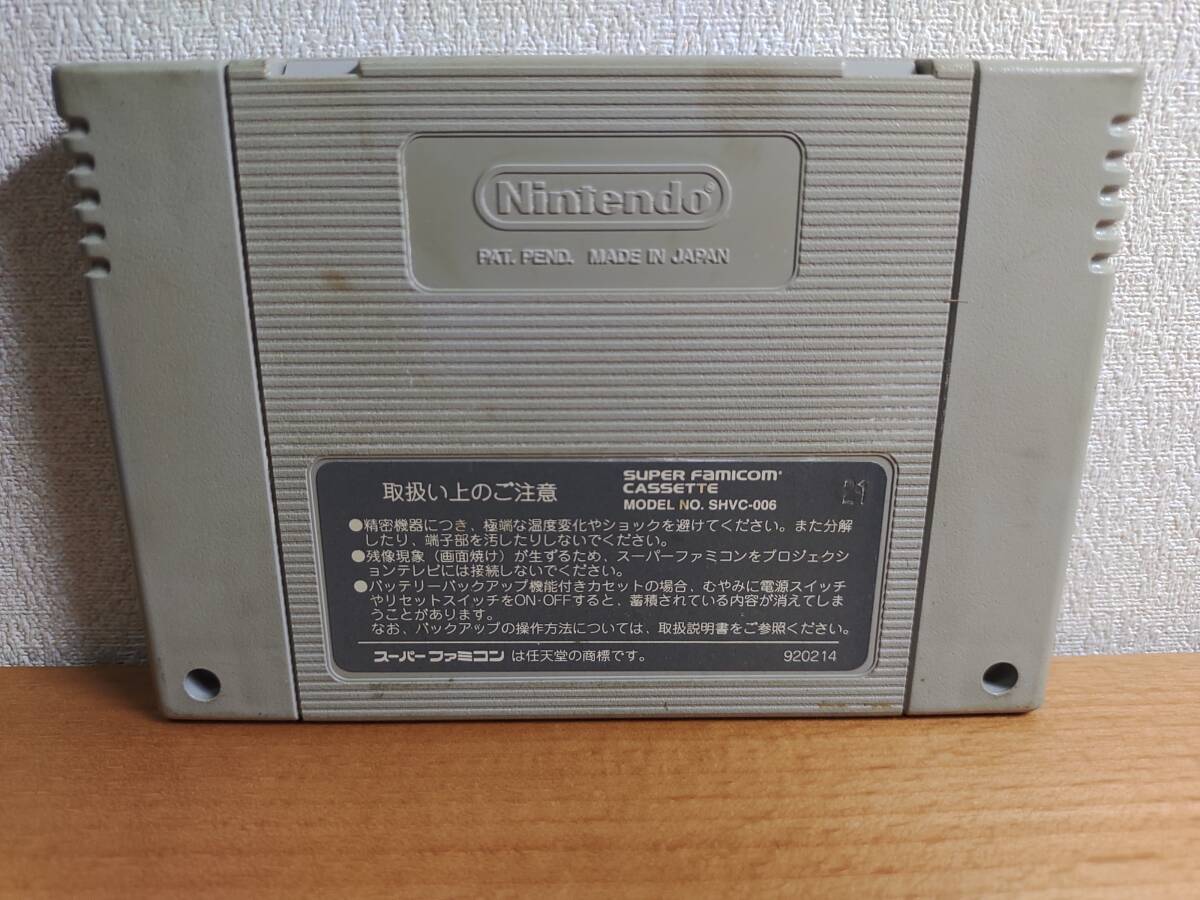 Nintendo®
PAT. PEND. MADE IN JAPAN
取扱い上のご注意
SUPER FAMICOM
CASSETTE
MODEL NO. SHVC-006
21
●精密機器につき、極端な温度変化やショックを避けてください。また分解
したり、端子部を汚したりしないでください。
●残像現象（画面焼け）が生ずるため、スーパーファミコンをプロジェクシ
ョンテレビには接続しないでください。
●バッテリーバックアップ機能付きカセットの場合、むやみに電源スイッチ
やリセットスイッチをON-OFFすると、蓄積されている内容が消えてしま
うことがあります。
なお、バックアップの操作方法については、取扱説明書をご参照ください。
スーパーファミコン は任天堂の商標です。 920214